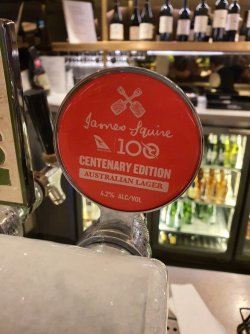 James Squire
100
CENTENARY EDITION
AUSTRALIAN LAGER
4.2% ALC/VOL